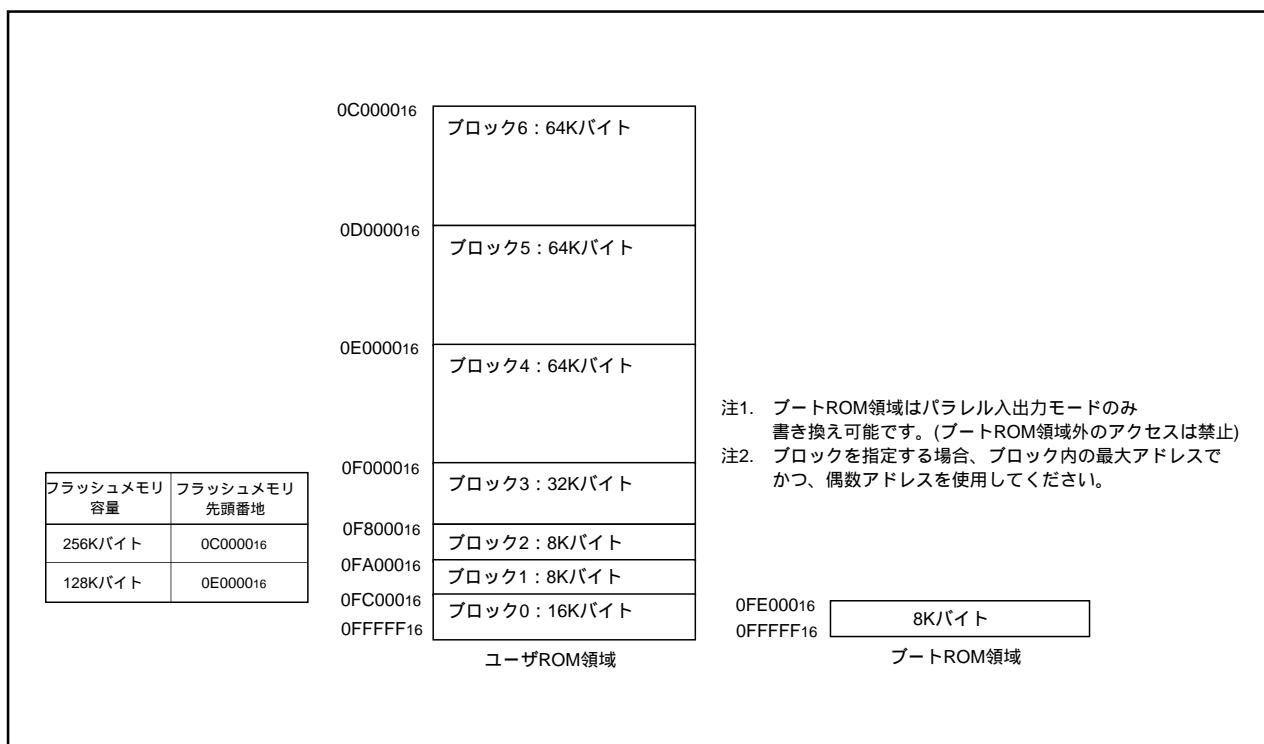 0C000016
ブロック6：64Kバイト
0D000016
ブロック5：64Kバイト
0E000016
ブロック4：64Kバイト
注1. ブートROM領域はパラレル入出力モードのみ
書き換え可能です。(ブートROM領域外のアクセスは禁止)
注2. ブロックを指定する場合、ブロック内の最大アドレスで
かつ、偶数アドレスを使用してください。
0F000016
ブロック3：32Kバイト
フラッシュメモリ容量 フラッシュメモリ先頭番地
256Kバイト 0C000016
128Kバイト 0E000016
0F800016
ブロック2：8Kバイト
0FA00016
ブロック1：8Kバイト
0FC00016
ブロック0：16Kバイト
0FFFFF16
ユーザROM領域
0FE00016
8Kバイト
0FFFFF16
ブートROM領域